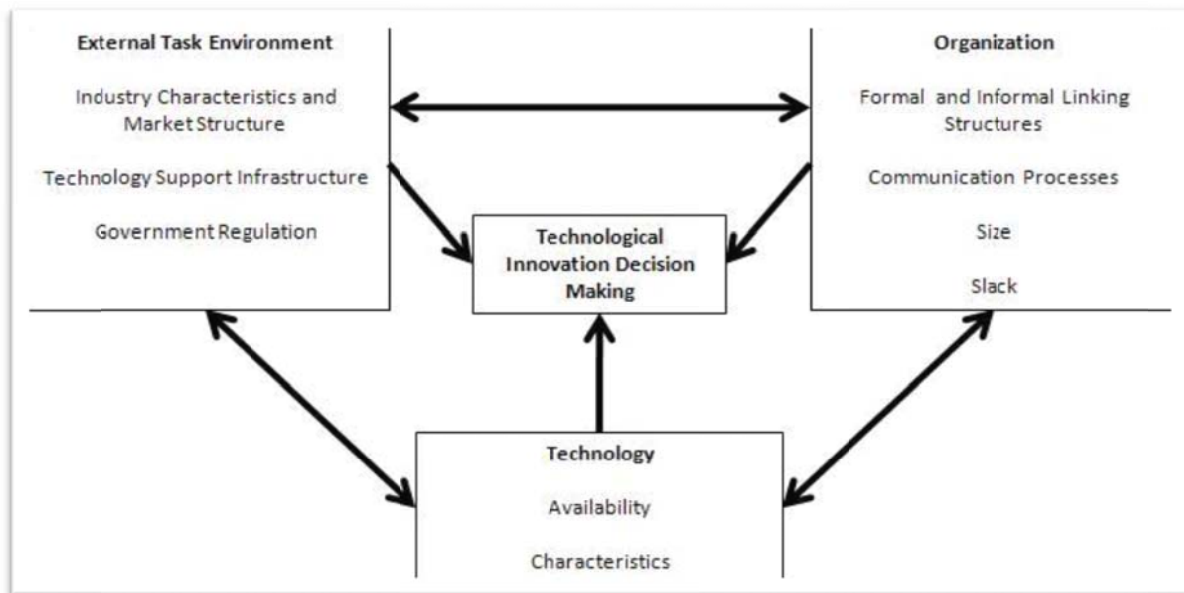 External Task Environment
Industry Characteristics and
Market Structure
Technology Support Infrastructure
Government Regulation
Organization
Formal and Informal Linking
Structures
Communication Processes
Size
Slack
Technological
Innovation Decision
Making
Technology
Availability
Characteristics